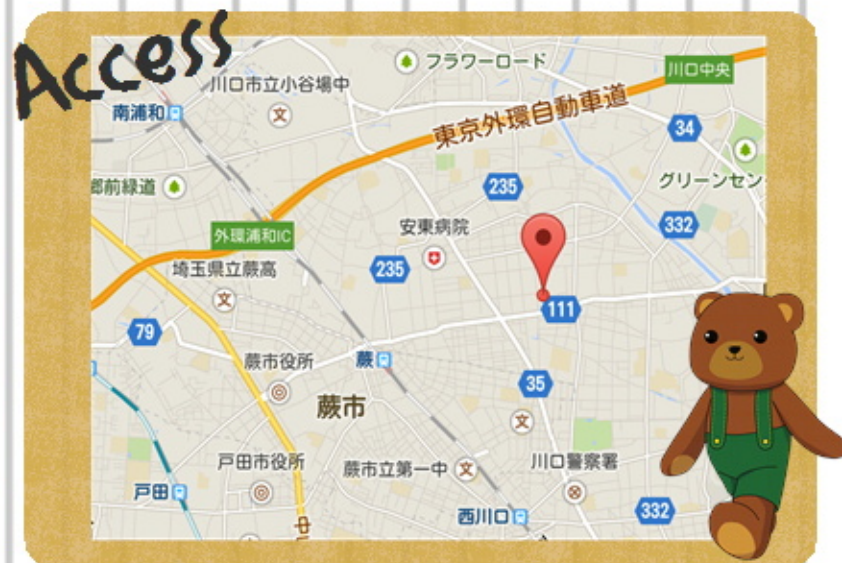 Access
フラワーロード
川口中央
川口市立小谷場中
南浦和
東京外環自動車道
34
郷前緑道
235
グリーンセン
外環浦和IC
安東病院
332
埼玉県立蕨高
235
111
79
蕨市役所
蕨
35
蕨市
戸田市役所
蕨市立第一中
川口警察署
戸田
西川口
332
中